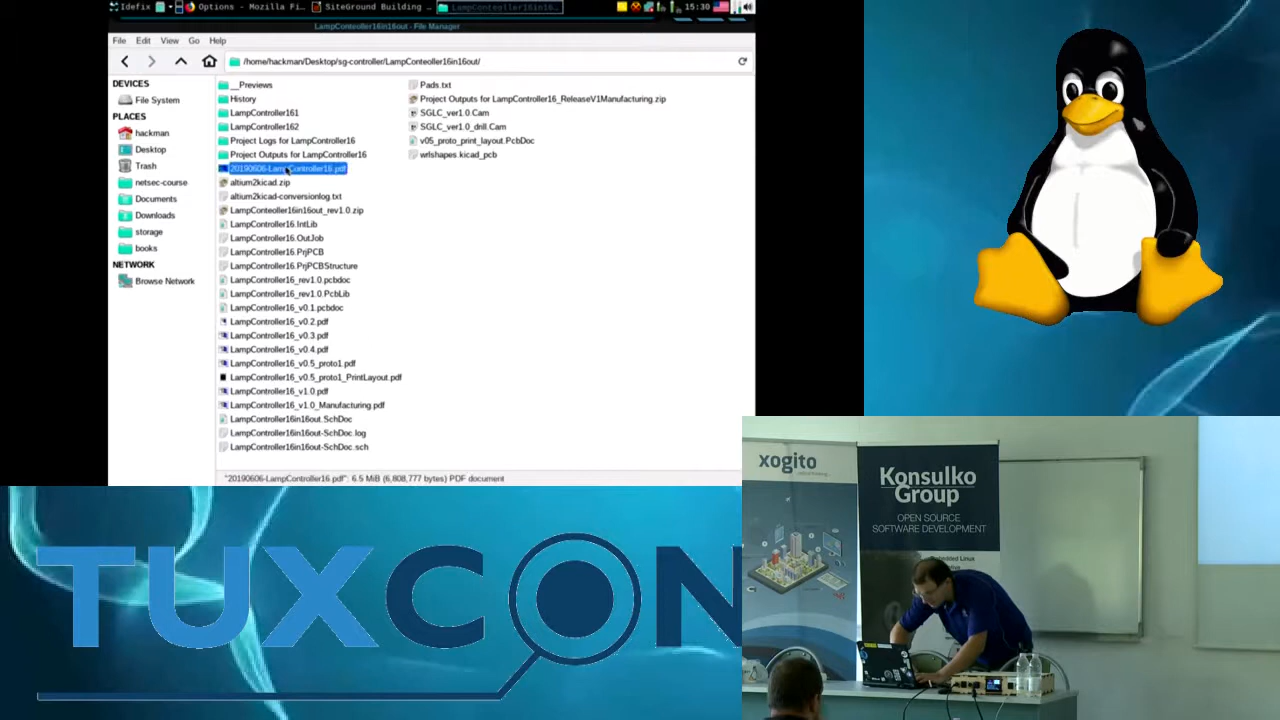 Idefix
Options - Mozilla Fi...
SiteGround Building ...
LampConteoller16in16...
15:30
LampConteoller16in16out - File Manager
File Edit View Go Help
/home/hackman/Desktop/sg-controller/LampConteoller16in16out/
DEVICES
File System
PLACES
hackman
Desktop
Trash
netsec-course
Documents
Downloads
storage
books
NETWORK
Browse Network
__Previews
History
LampController161
LampController162
Project Logs for LampController16
Project Outputs for LampController16
20190606-LampController16.pdf
altium2kicad.zip
altium2kicad-conversionlog.txt
LampConteoller16in16out_rev1.0.zip
LampController16.IntLib
LampController16.OutJob
LampController16.PrjPCB
LampController16.PrjPCBStructure
LampController16_rev1.0.pcbdoc
LampController16_rev1.0.PcbLib
LampController16_v0.1.pcbdoc
LampController16_v0.2.pdf
LampController16_v0.3.pdf
LampController16_v0.4.pdf
LampController16_v0.5_proto1.pdf
LampController16_v0.5_proto1_PrintLayout.pdf
LampController16_v1.0.pdf
LampController16_v1.0_Manufacturing.pdf
LampController16in16out.SchDoc
LampController16in16out-SchDoc.log
LampController16in16out-SchDoc.sch
Pads.txt
Project Outputs for LampController16_ReleaseV1Manufacturing.zip
SGLC_ver1.0.Cam
SGLC_ver1.0_drill.Cam
v05_proto_print_layout.PcbDoc
wrlshapes.kicad_pcb
"20190606-LampController16.pdf": 6.5 MiB (6,808,777 bytes) PDF document
xogito
Konsulko
Group
OPEN SOURCE
SOFTWARE DEVELOPMENT
Embedded Linux
TUXCON